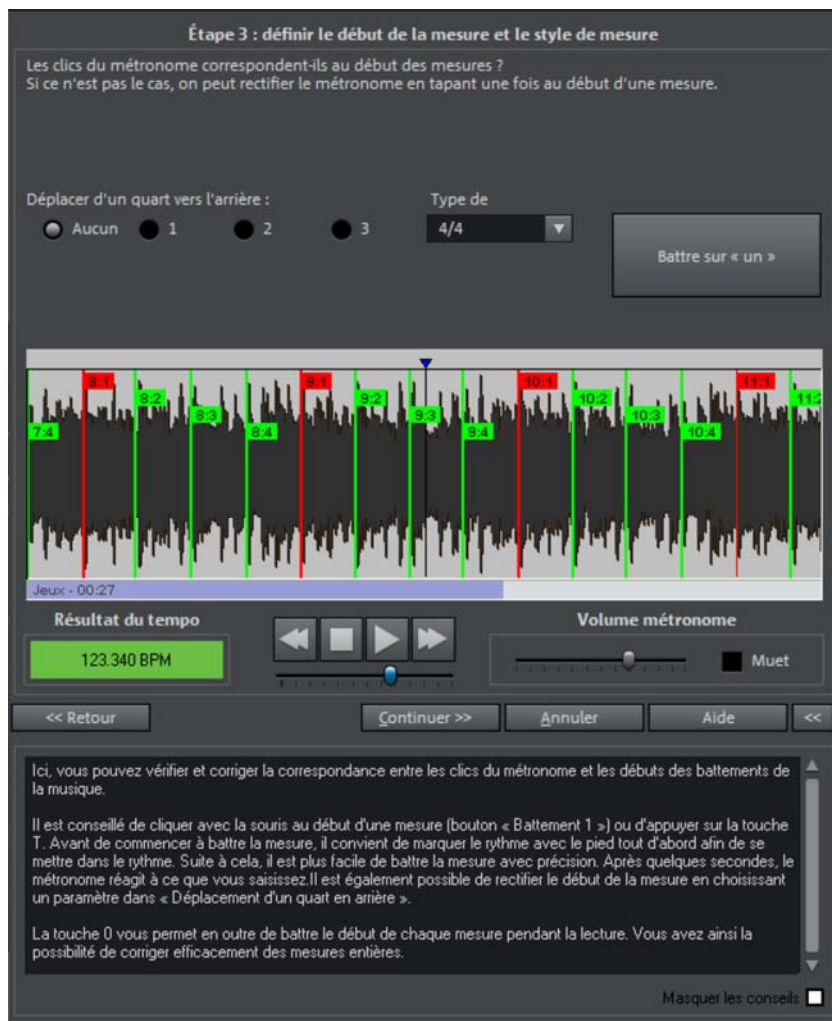 Étape 3 : définir le début de la mesure et le style de mesure
Les clics du métronome correspondent-ils au début des mesures ?
Si ce n'est pas le cas, on peut rectifier le métronome en tapant une fois au début d'une mesure.
Déplacer d'un quart vers l'arrière :
Type de
Aucun
1
2
3
4/4
Battre sur « un »
8:1
9:1
10:1
11:1
8:2
9:2
10:2
11:2
8:3
9:3
10:3
7:4
8:4
9:4
10:4
Jeux - 00:27
Résultat du tempo
Volume métronome
123.340 BPM
Muet
<< Retour
Continuer >>
Annuler
Aide
<<
Ici, vous pouvez vérifier et corriger la correspondance entre les clics du métronome et les débuts des battements de
la musique.
Il est conseillé de cliquer avec la souris au début d'une mesure (bouton « Battement 1 ») ou d'appuyer sur la touche
T. Avant de commencer à battre la mesure, il convient de marquer le rythme avec le pied tout d'abord afin de se
mettre dans le rythme. Suite à cela, il est plus facile de battre la mesure avec précision. Après quelques secondes, le
métronome réagit à ce que vous saisissez.Il est également possible de rectifier le début de la mesure en choisissant
un paramètre dans « Déplacement d'un quart en arrière ».
La touche 0 vous permet en outre de battre le début de chaque mesure pendant la lecture. Vous avez ainsi la
possibilité de corriger efficacement des mesures entières.
Masquer les conseils